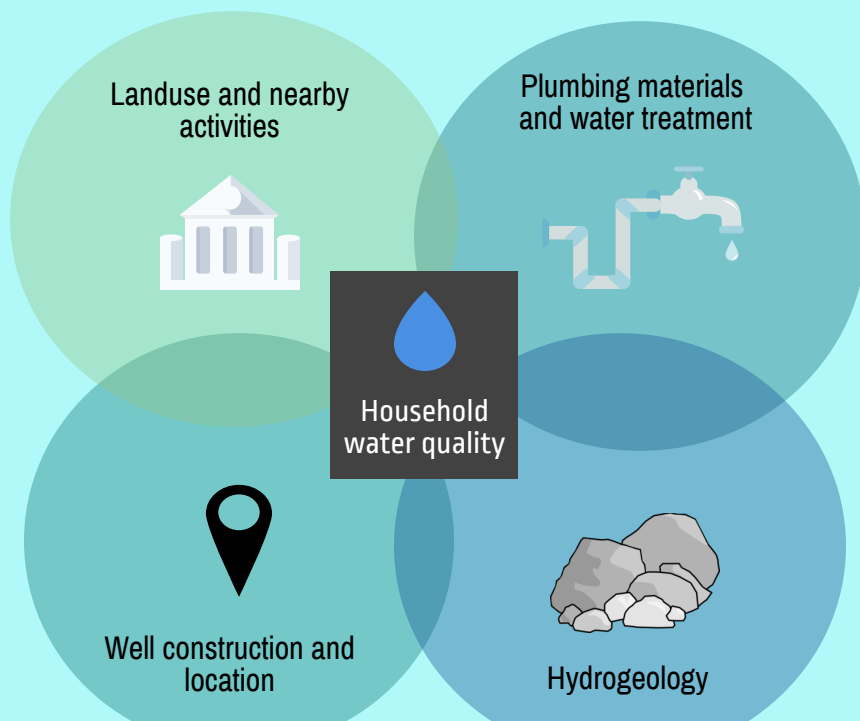 Landuse and nearby
activities
Plumbing materials
and water treatment
Household
water quality
Well construction and
location
Hydrogeology